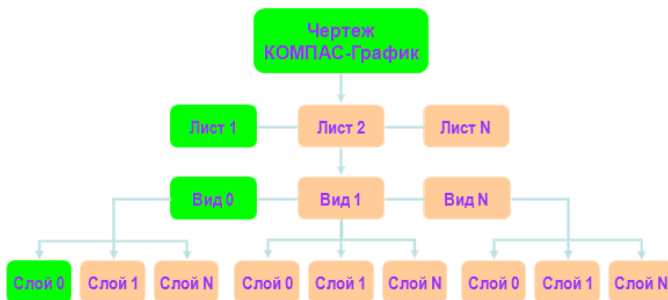 Чертеж
КОМПАС-График
Лист 1 Лист 2 Лист N
Вид 0 Вид 1 Вид N
Слой 0 Слой 1 Слой N Слой 0 Слой 1 Слой N Слой 0 Слой 1 Слой N